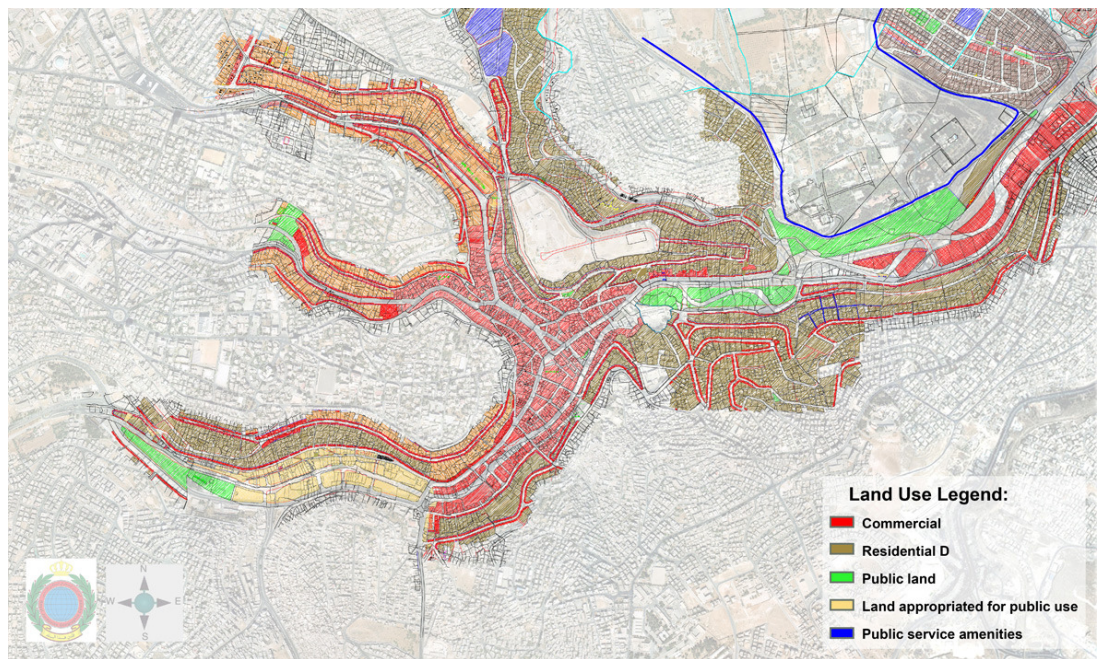 Land Use Legend:
Commercial
Residential D
Public land
Land appropriated for public use
Public service amenities
N
W
E
S